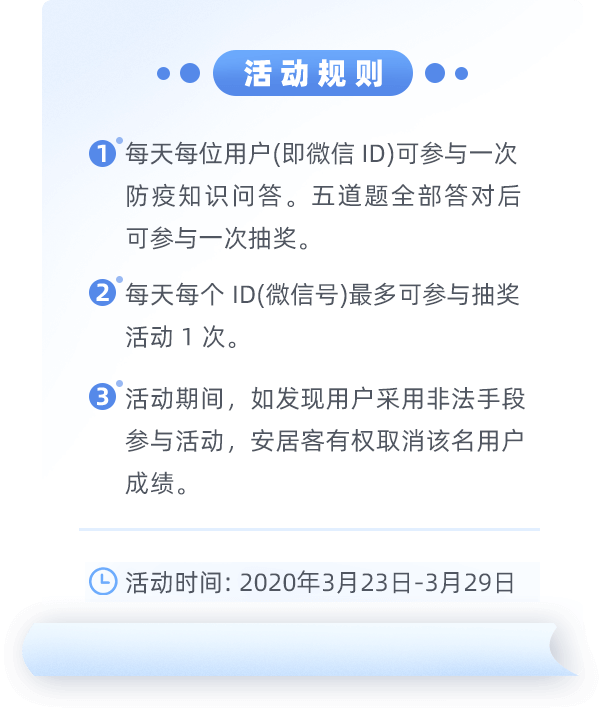 活动规则
1 每天每位用户(即微信 ID)可参与一次
防疫知识问答。五道题全部答对后
可参与一次抽奖。
2 每天每个 ID(微信号)最多可参与抽奖
活动 1 次。
3 活动期间，如发现用户采用非法手段
参与活动，安居客有权取消该名用户
成绩。
活动时间: 2020年3月23日-3月29日